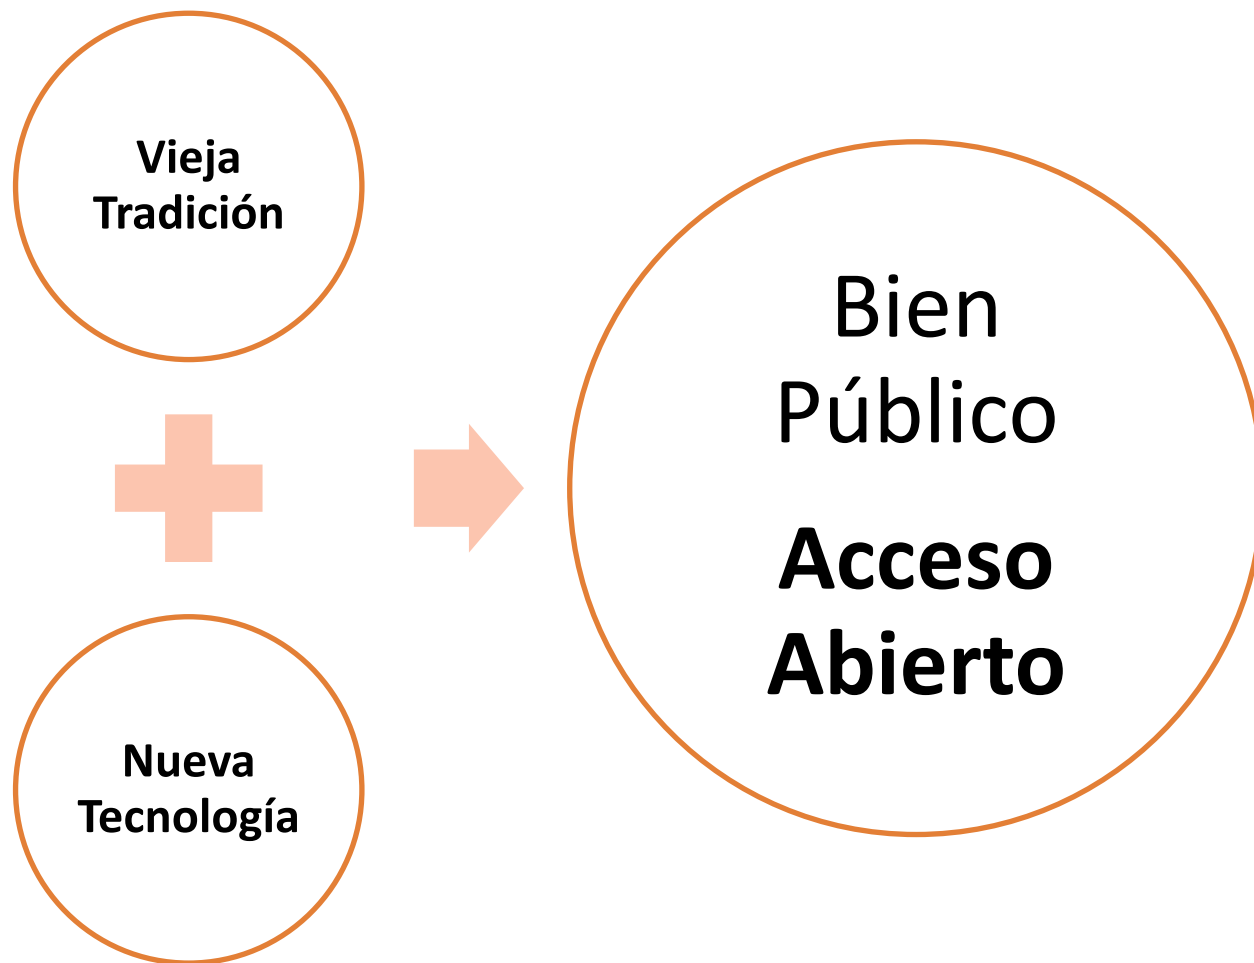 Vieja
Tradición
Nueva
Tecnología
Bien
Público
Acceso
Abierto